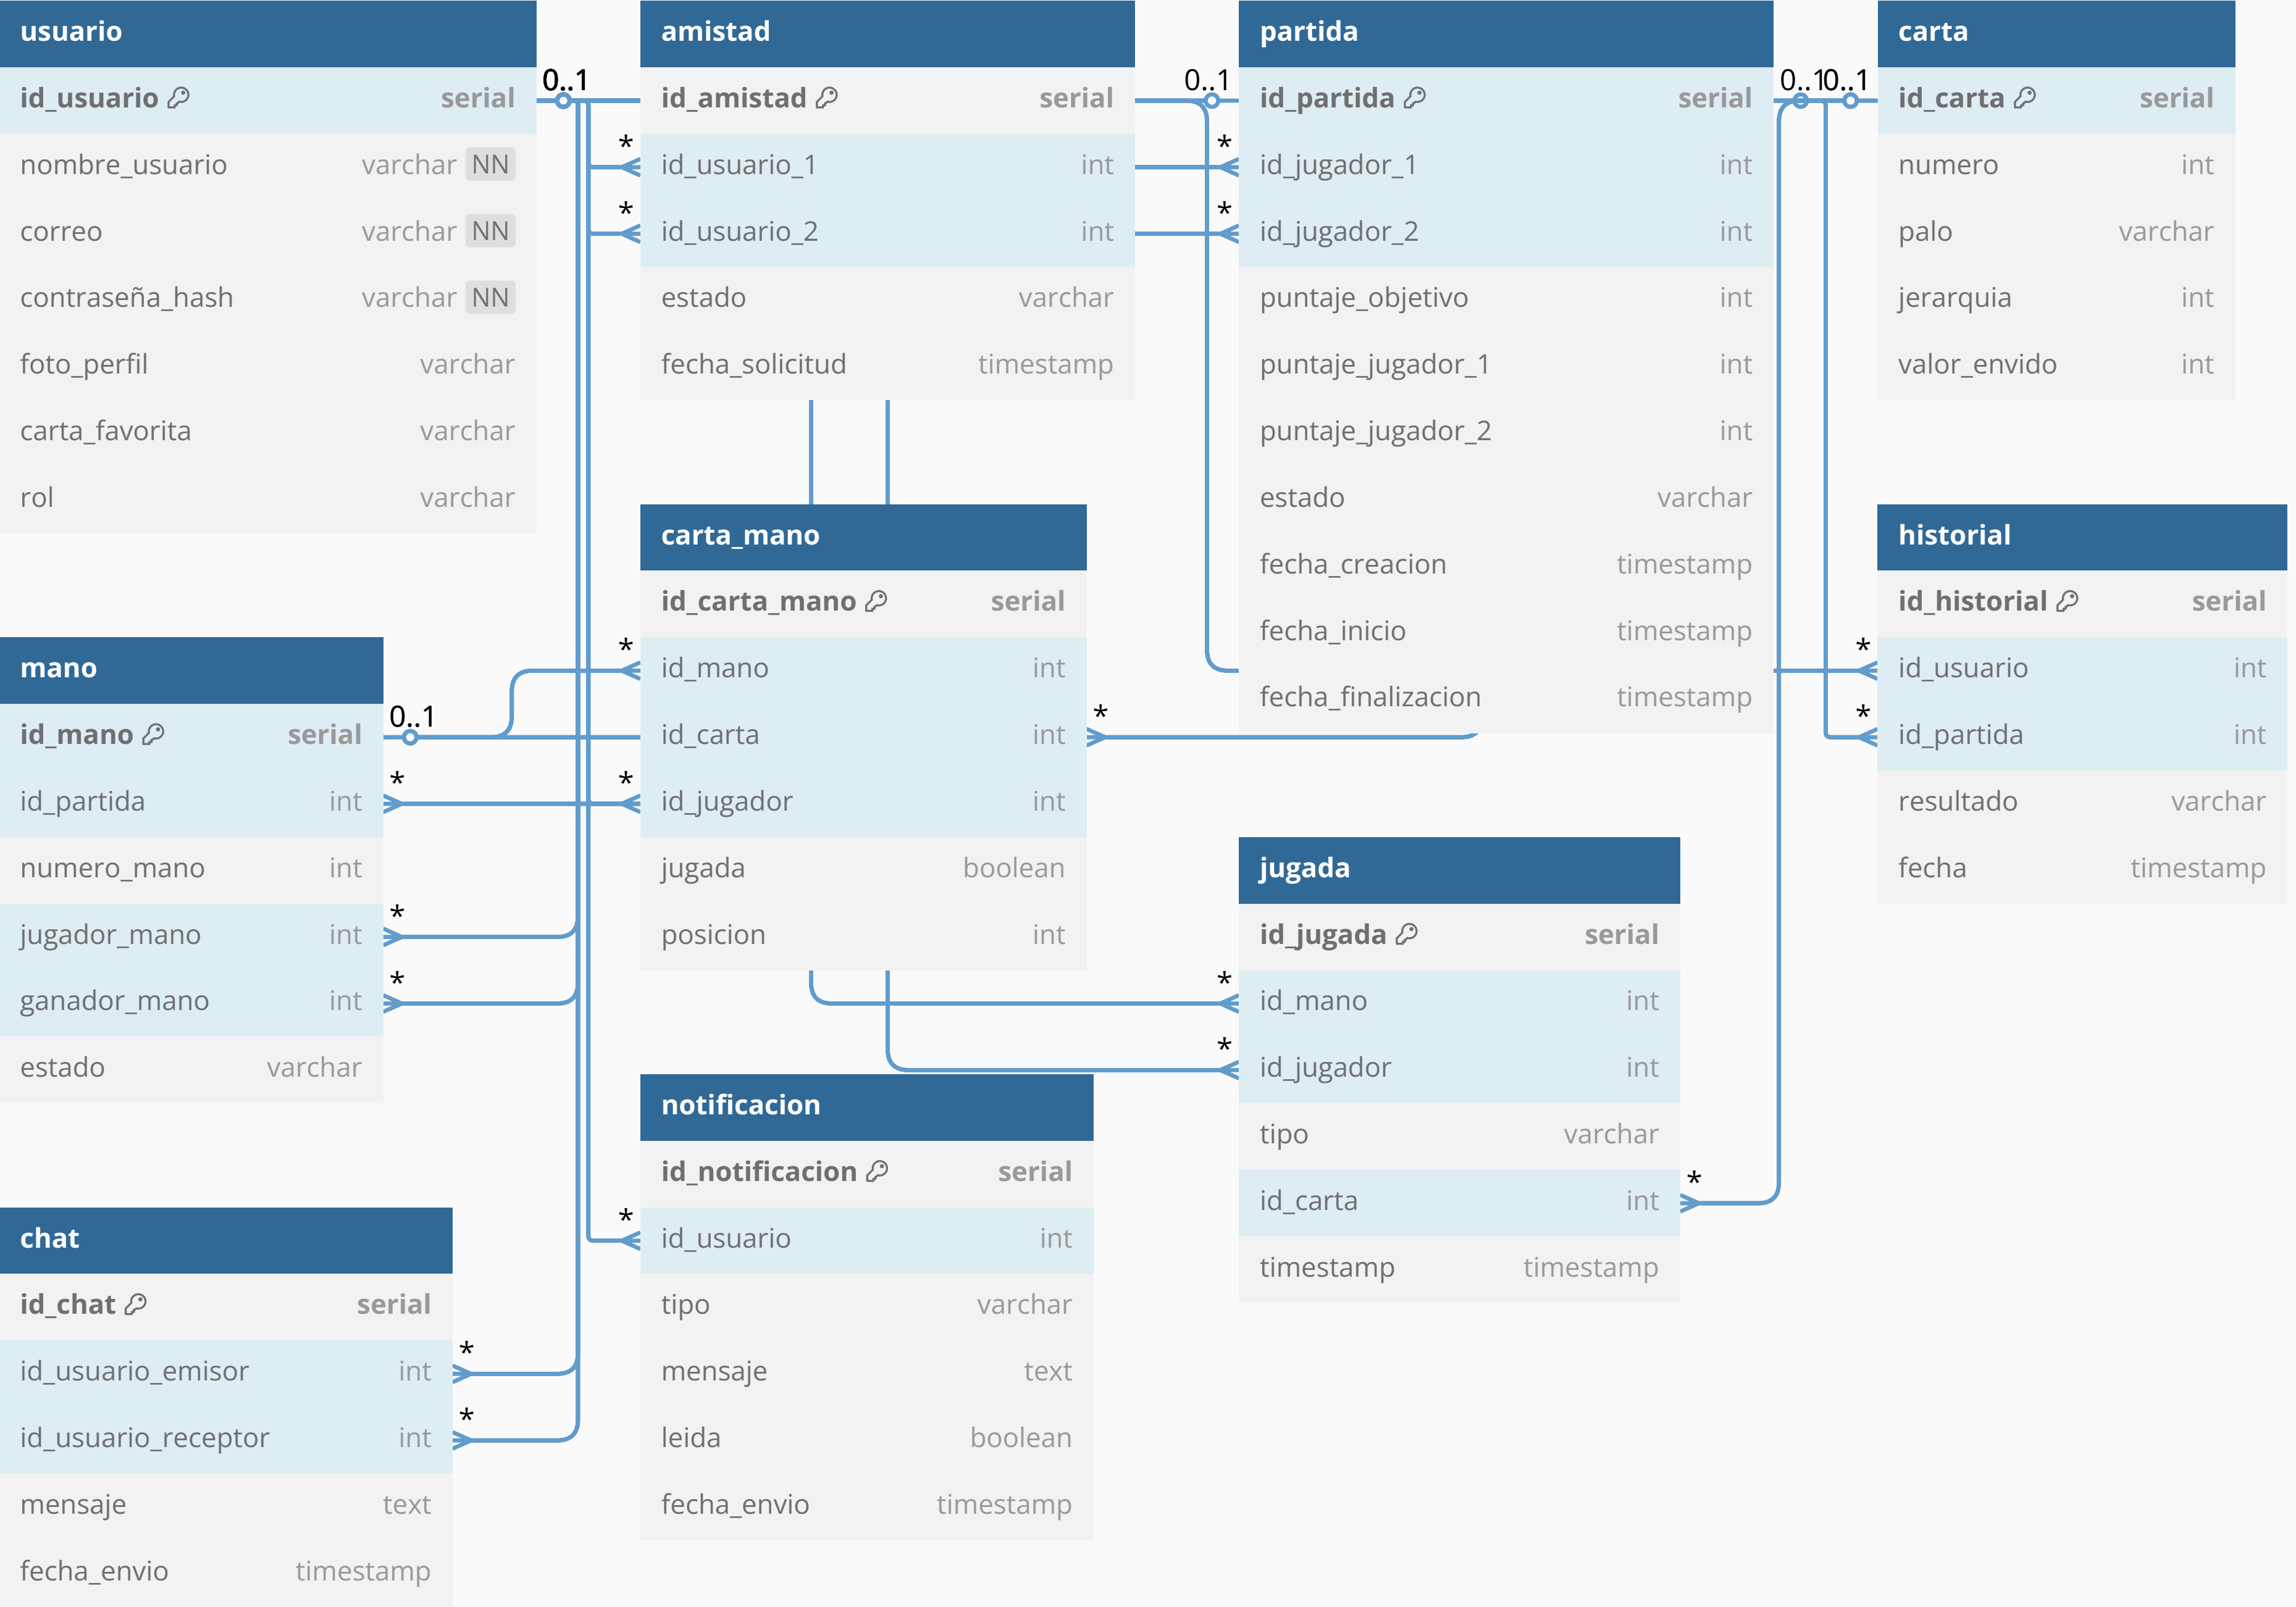 usuario
id_usuario serial
nombre_usuario varchar NN
correo varchar NN
contraseña_hash varchar NN
foto_perfil varchar
carta_favorita varchar
rol varchar
0..1
amistad
id_amistad serial
* id_usuario_1 int
* id_usuario_2 int
estado varchar
fecha_solicitud timestamp
0..1
partida
id_partida serial
* id_jugador_1 int
* id_jugador_2 int
puntaje_objetivo int
puntaje_jugador_1 int
puntaje_jugador_2 int
estado varchar
fecha_creacion timestamp
fecha_inicio timestamp
fecha_finalizacion timestamp
0..1 0..1
carta
id_carta serial
numero int
palo varchar
jerarquia int
valor_envido int
mano
id_mano serial 0..1
id_partida int *
numero_mano int
jugador_mano int *
ganador_mano int *
estado varchar
carta_mano
id_carta_mano serial
* id_mano int
id_carta int *
* id_jugador int
jugada boolean
posicion int
historial
id_historial serial
* id_usuario int
* id_partida int
resultado varchar
fecha timestamp
jugada
id_jugada serial
* id_mano int
* id_jugador int
tipo varchar
id_carta int *
timestamp timestamp
notificacion
id_notificacion serial
* id_usuario int
tipo varchar
mensaje text
leida boolean
fecha_envio timestamp
chat
id_chat serial
id_usuario_emisor int *
id_usuario_receptor int *
mensaje text
fecha_envio timestamp